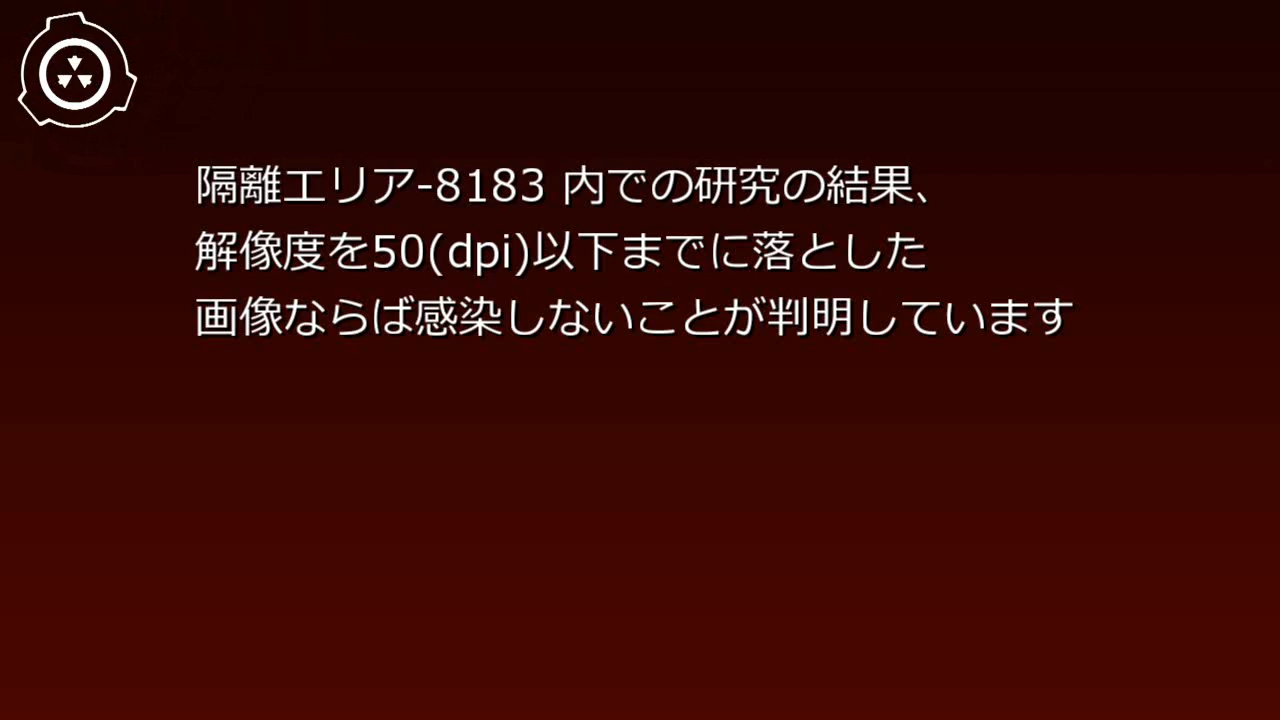 隔離エリア-8183 内での研究の結果、
解像度を50(dpi)以下までに落とした
画像ならば感染しないことが判明しています